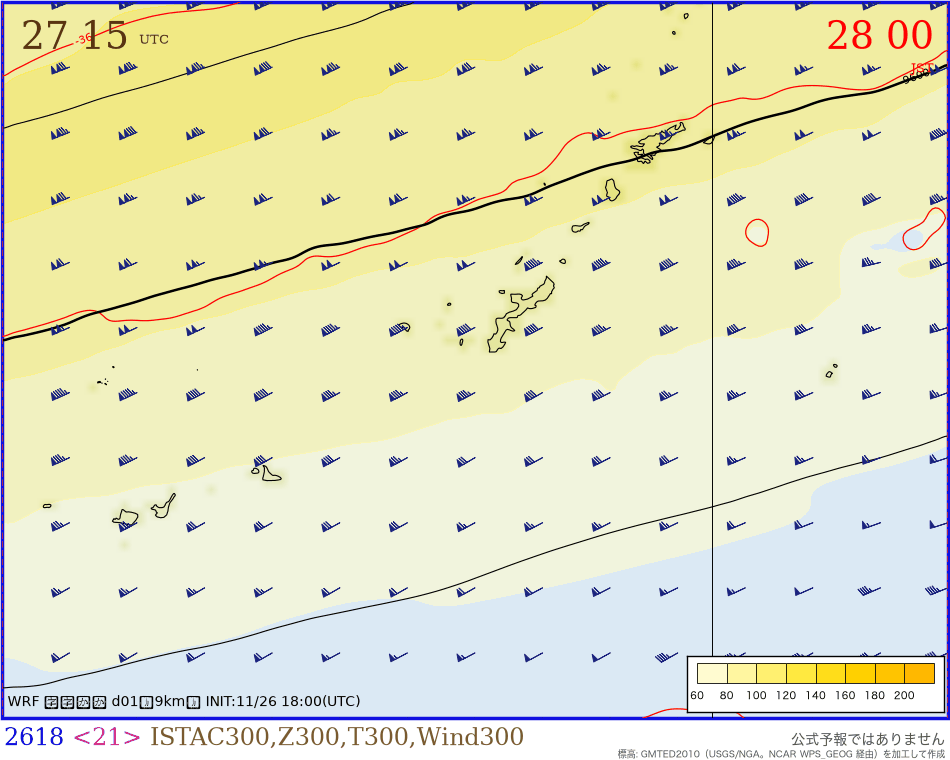 27 15 UTC
28 00
JST
-36
9600
WRF d01 9km INIT:11/26 18:00(UTC)
60 80 100 120 140 160 180 200
2618 <21> ISTAC300,Z300,T300,Wind300
公式予報ではありません
標高: GMTED2010（USGS/NGA。NCAR WPS_GEOG 経由）を加工して作成